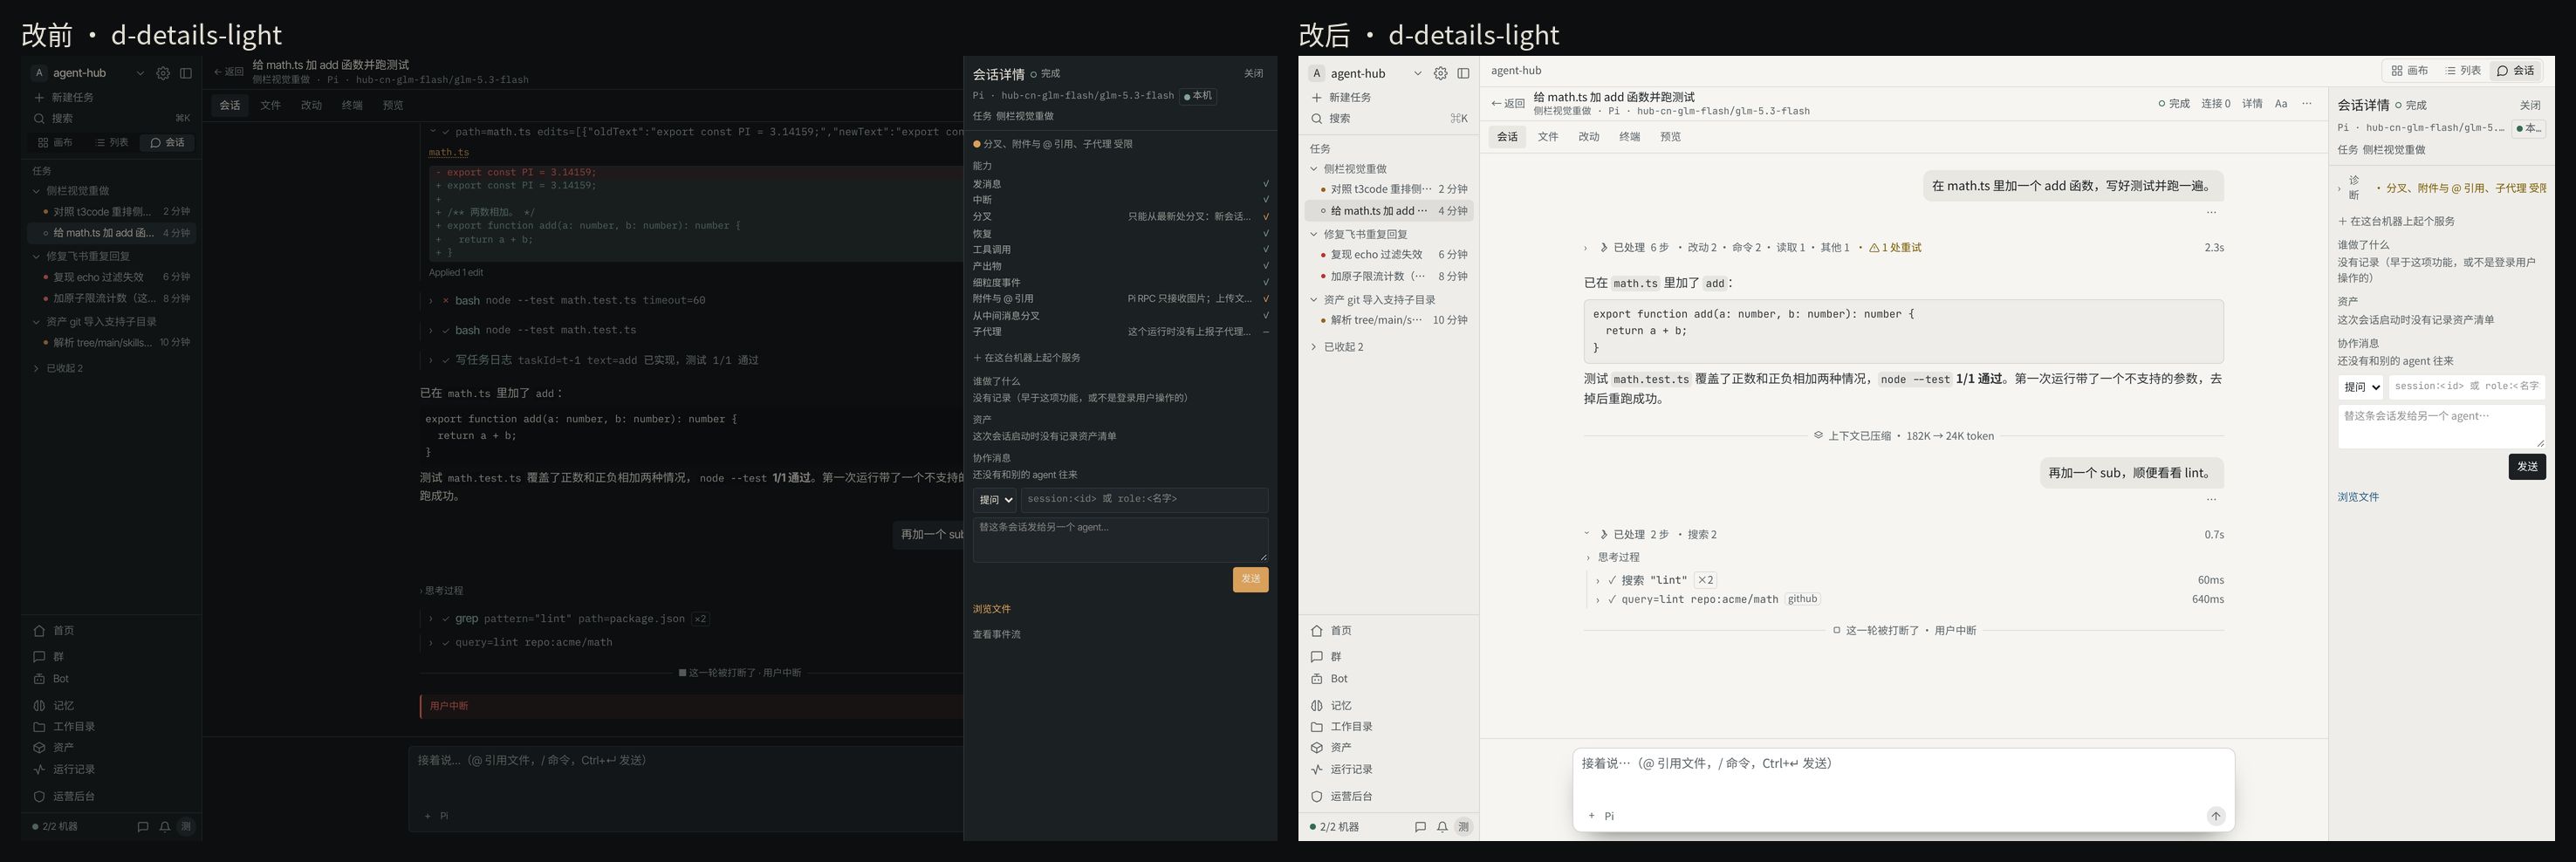 改前 · d-details-light
A agent-hub
新建任务
搜索 ⌘K
画布 列表 会话
任务
侧栏视觉重做
对照 t3code 重排侧... 2 分钟
给 math.ts 加 add 函... 4 分钟
修复飞书重复回复
复现 echo 过滤失效 6 分钟
加原子限流计数（这... 8 分钟
资产 git 导入支持子目录
解析 tree/main/skills... 10 分钟
已收起 2
首页
群
Bot
记忆
工作目录
资产
运行记录
运营后台
2/2 机器 测
← 返回 给 math.ts 加 add 函数并跑测试
侧栏视觉重做 · Pi · hub-cn-glm-flash/glm-5.3-flash
会话 文件 改动 终端 预览
✓ path=math.ts edits=[{"oldText":"export const PI = 3.14159;","newText":"export con
math.ts
- export const PI = 3.14159;
+ export const PI = 3.14159;
+
+ /** 两数相加。 */
+ export function add(a: number, b: number): number {
+   return a + b;
+ }
Applied 1 edit
› × bash node --test math.test.ts timeout=60
› ✓ bash node --test math.test.ts
› ✓ 写任务日志 taskId=t-1 text=add 已实现，测试 1/1 通过
已在 math.ts 里加了 add：
export function add(a: number, b: number): number {
  return a + b;
}
测试 math.test.ts 覆盖了正数和正负相加两种情况， node --test 1/1 通过。第一次运行带了一个不支持的
跑成功。
再加一个 sub
› 思考过程
› ✓ grep pattern="lint" path=package.json ×2
› ✓ query=lint repo:acme/math
这一轮被打断了 · 用户中断
用户中断
接着说...（@ 引用文件，/ 命令，Ctrl+↵ 发送）
+ Pi
会话详情 完成 关闭
Pi · hub-cn-glm-flash/glm-5.3-flash 本机
任务 侧栏视觉重做
分叉、附件与 @ 引用、子代理 受限
能力
发消息 √
中断 √
分叉 只能从最新处分叉：新会话... √
恢复 √
工具调用 √
产出物 √
细粒度事件 √
附件与 @ 引用 Pi RPC 只接收图片；上传文... √
从中间消息分叉 √
子代理 这个运行时没有上报子代理... —
+ 在这台机器上起个服务
谁做了什么
没有记录（早于这项功能，或不是登录用户操作的）
资产
这次会话启动时没有记录资产清单
协作消息
还没有和别的 agent 往来
提问 session:<id> 或 role:<名字>
替这条会话发给另一个 agent...
发送
浏览文件
查看事件流
改后 · d-details-light
A agent-hub
新建任务
搜索 ⌘K
任务
侧栏视觉重做
对照 t3code 重排侧⋯ 2 分钟
给 math.ts 加 add ⋯ 4 分钟
修复飞书重复回复
复现 echo 过滤失效 6 分钟
加原子限流计数（⋯ 8 分钟
资产 git 导入支持子目录
解析 tree/main/s⋯ 10 分钟
已收起 2
首页
群
Bot
记忆
工作目录
资产
运行记录
运营后台
2/2 机器 测
agent-hub 画布 列表 会话
← 返回 给 math.ts 加 add 函数并跑测试
侧栏视觉重做 · Pi · hub-cn-glm-flash/glm-5.3-flash
完成 连接 0 详情 Aa ⋯
会话 文件 改动 终端 预览
在 math.ts 里加一个 add 函数，写好测试并跑一遍。
⋯
› 已处理 6 步 · 改动 2 · 命令 2 · 读取 1 · 其他 1 · 1 处重试 2.3s
已在 math.ts 里加了 add：
export function add(a: number, b: number): number {
  return a + b;
}
测试 math.test.ts 覆盖了正数和正负相加两种情况，node --test 1/1 通过。第一次运行带了一个不支持的参数，去
掉后重跑成功。
上下文已压缩 · 182K → 24K token
再加一个 sub，顺便看看 lint。
⋯
已处理 2 步 · 搜索 2 0.7s
› 思考过程
› ✓ 搜索 "lint" ×2 60ms
› ✓ query=lint repo:acme/math github 640ms
这一轮被打断了 · 用户中断
接着说⋯（@ 引用文件，/ 命令，Ctrl+↵ 发送）
+ Pi
会话详情 完成 关闭
Pi · hub-cn-glm-flash/glm-5.… 本…
任务 侧栏视觉重做
› 诊断 · 分叉、附件与 @ 引用、子代理 受限
+ 在这台机器上起个服务
谁做了什么
没有记录（早于这项功能，或不是登录用户
操作的）
资产
这次会话启动时没有记录资产清单
协作消息
还没有和别的 agent 往来
提问 session:<id> 或 role:<名字
替这条会话发给另一个 agent⋯
发送
浏览文件